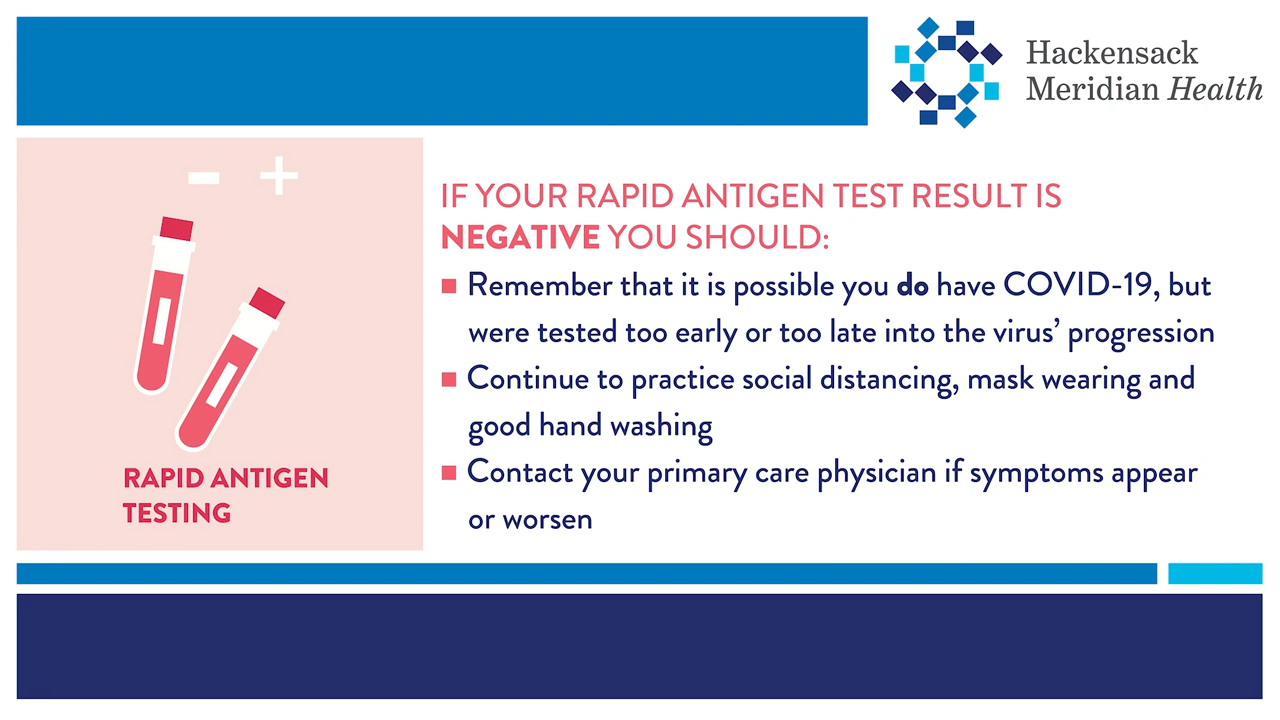 Hackensack
Meridian Health
- +
IF YOUR RAPID ANTIGEN TEST RESULT IS
NEGATIVE YOU SHOULD:
Remember that it is possible you do have COVID-19, but
were tested too early or too late into the virus’ progression
Continue to practice social distancing, mask wearing and
good hand washing
Contact your primary care physician if symptoms appear
or worsen
RAPID ANTIGEN
TESTING